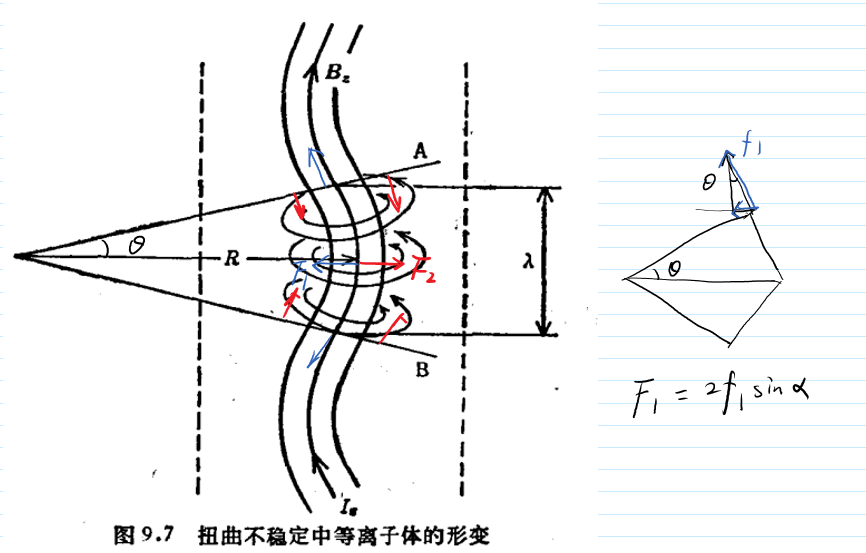 B_z
A
θ
R
F_1
F_2
λ
B
I_s
图 9.7 扭曲不稳定中等离子体的形变
f_1
θ
θ
F_1 = 2f_1 sin α